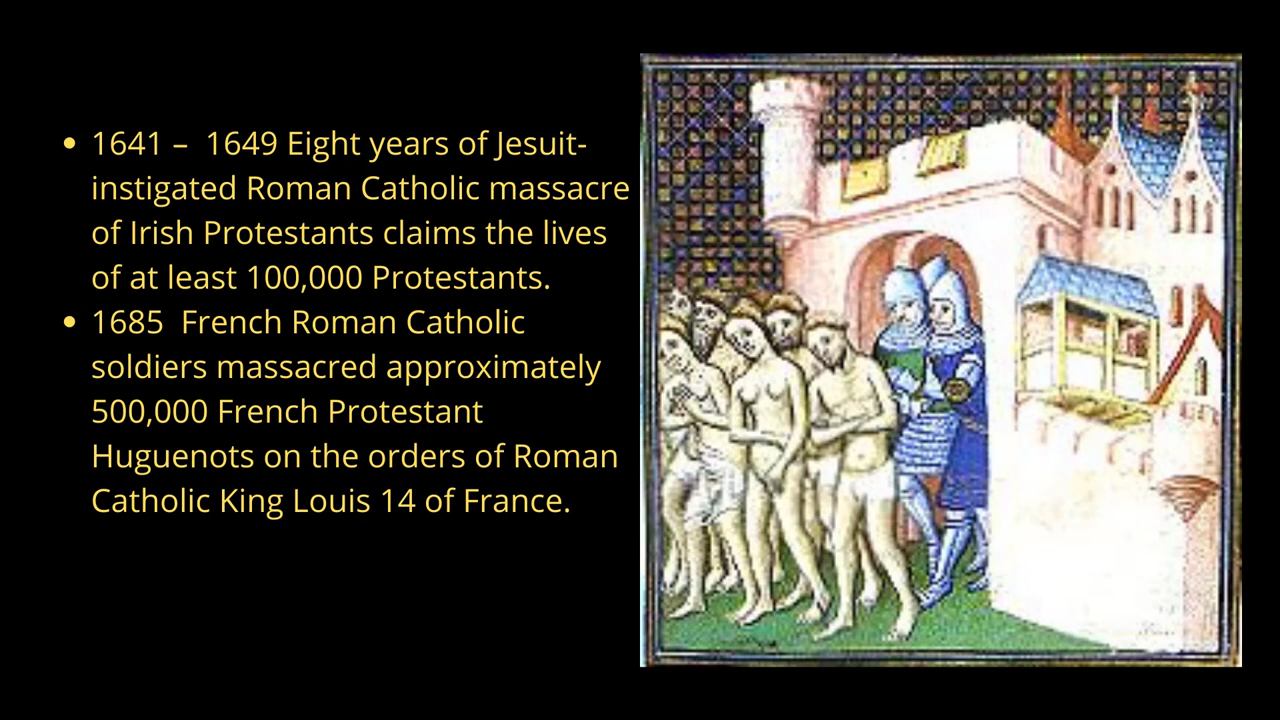 • 1641 –  1649 Eight years of Jesuit-
instigated Roman Catholic massacre
of Irish Protestants claims the lives
of at least 100,000 Protestants.
• 1685  French Roman Catholic
soldiers massacred approximately
500,000 French Protestant
Huguenots on the orders of Roman
Catholic King Louis 14 of France.